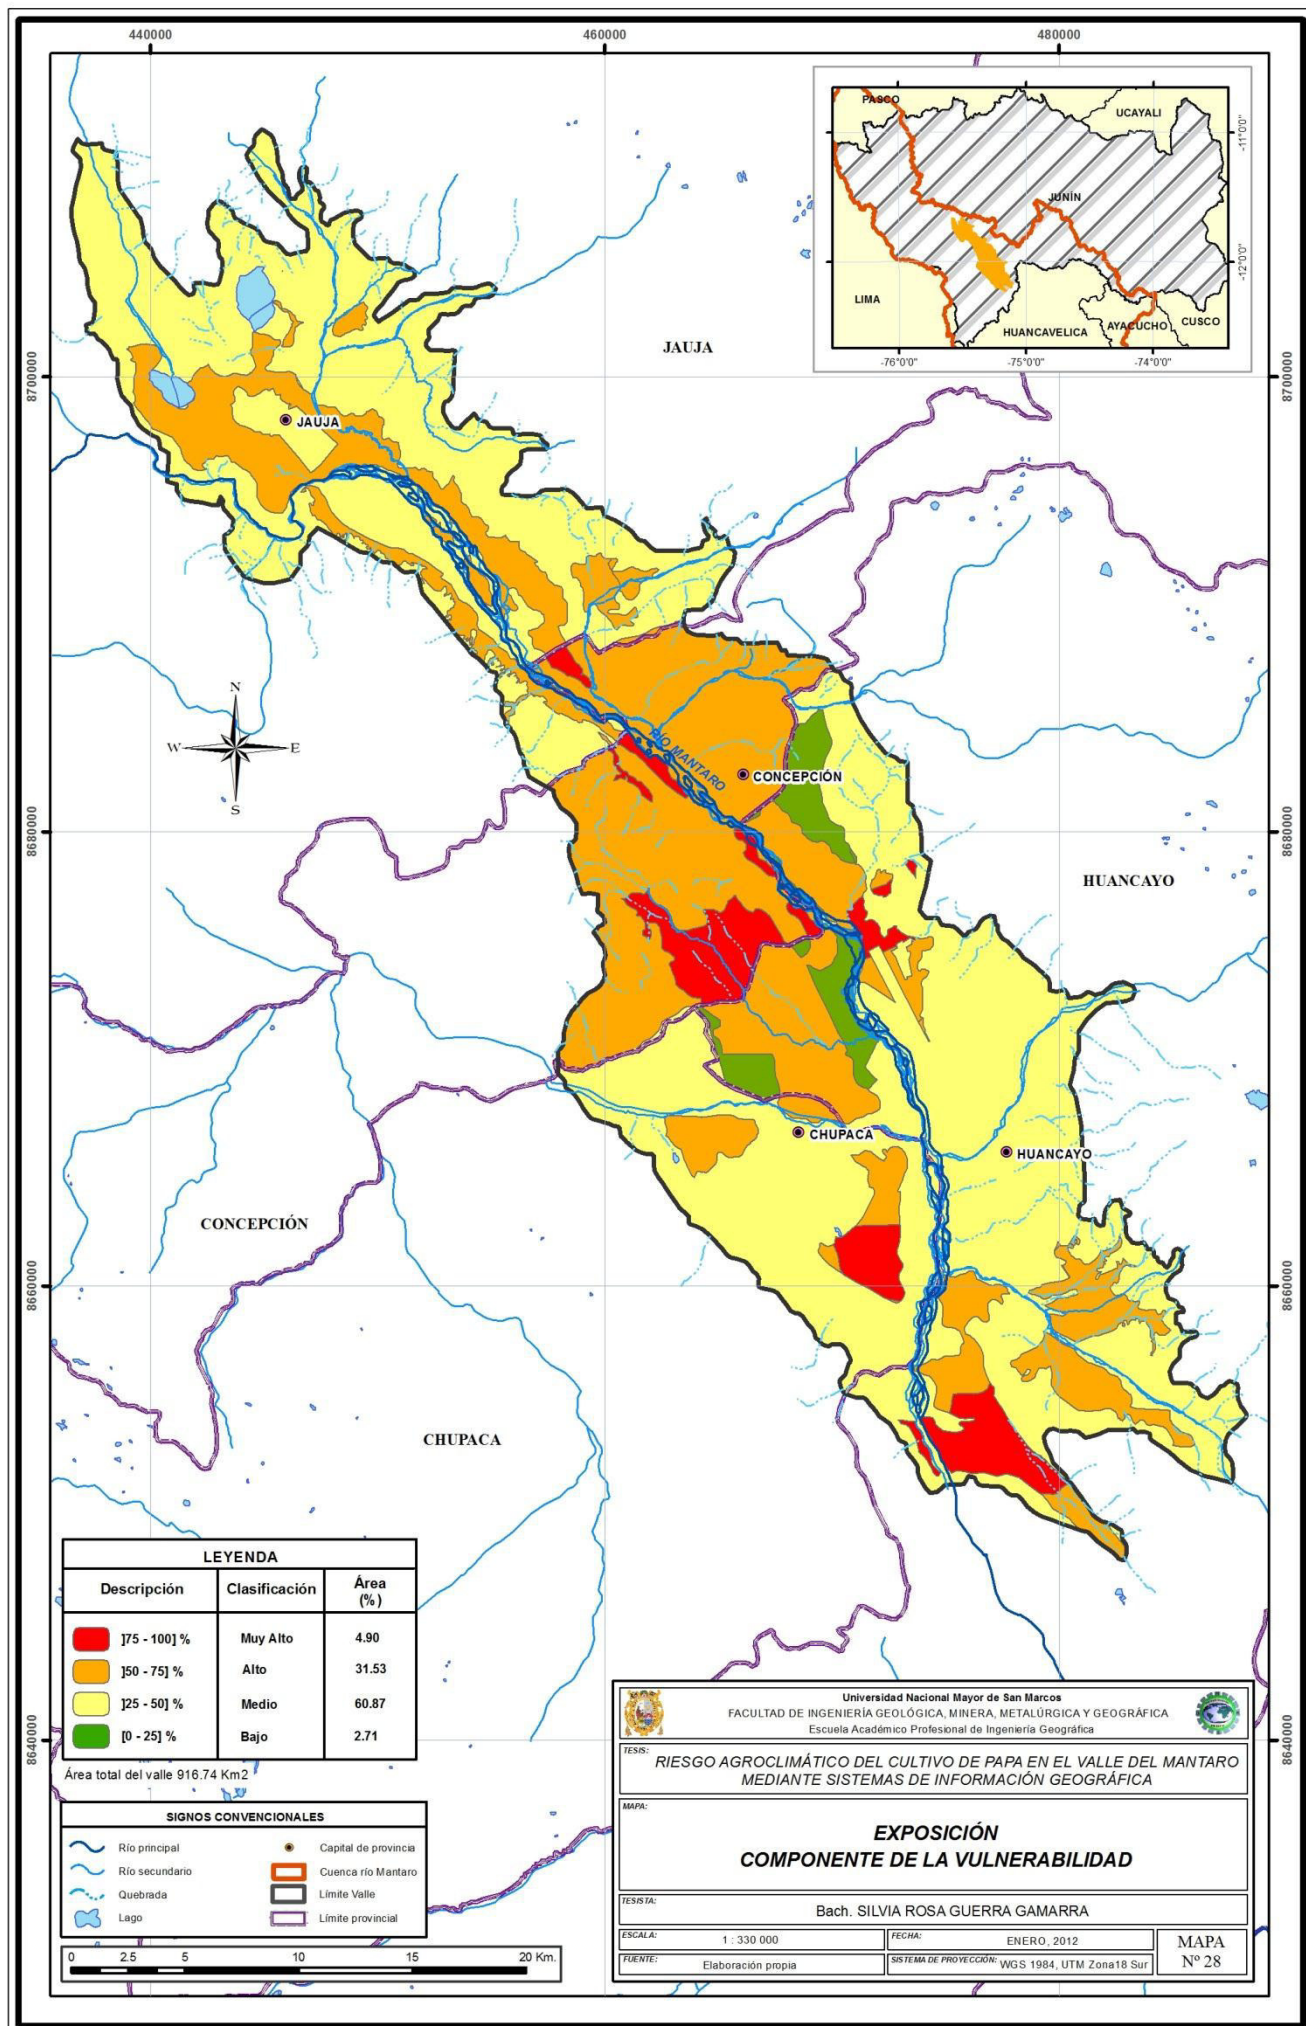 440000
460000
480000
8700000
8680000
8660000
8640000
8700000
8680000
8660000
8640000
PASCO
UCAYALI
JUNÍN
LIMA
HUANCAVELICA
AYACUCHO
CUSCO
-11°0'0"
-12°0'0"
-76°0'0"
-75°0'0"
-74°0'0"
JAUJA
JAUJA
N
W
E
S
RÍO MANTARO
CONCEPCIÓN
HUANCAYO
CHUPACA
HUANCAYO
CONCEPCIÓN
CHUPACA
LEYENDA
Descripción Clasificación Área (%)
]75 - 100] % Muy Alto 4.90
]50 - 75] % Alto 31.53
]25 - 50] % Medio 60.87
[0 - 25] % Bajo 2.71
Área total del valle 916.74 Km2
SIGNOS CONVENCIONALES
Río principal
Río secundario
Quebrada
Lago
Capital de provincia
Cuenca río Mantaro
Límite Valle
Límite provincial
0 2.5 5 10 15 20 Km.
Universidad Nacional Mayor de San Marcos
FACULTAD DE INGENIERÍA GEOLÓGICA, MINERA, METALÚRGICA Y GEOGRÁFICA
Escuela Académico Profesional de Ingeniería Geográfica
TESIS:
RIESGO AGROCLIMÁTICO DEL CULTIVO DE PAPA EN EL VALLE DEL MANTARO
MEDIANTE SISTEMAS DE INFORMACIÓN GEOGRÁFICA
MAPA:
EXPOSICIÓN
COMPONENTE DE LA VULNERABILIDAD
TESISTA:
Bach. SILVIA ROSA GUERRA GAMARRA
ESCALA: 1 : 330 000
FECHA: ENERO, 2012
FUENTE: Elaboración propia
SISTEMA DE PROYECCIÓN: WGS 1984, UTM Zona18 Sur
MAPA
Nº 28